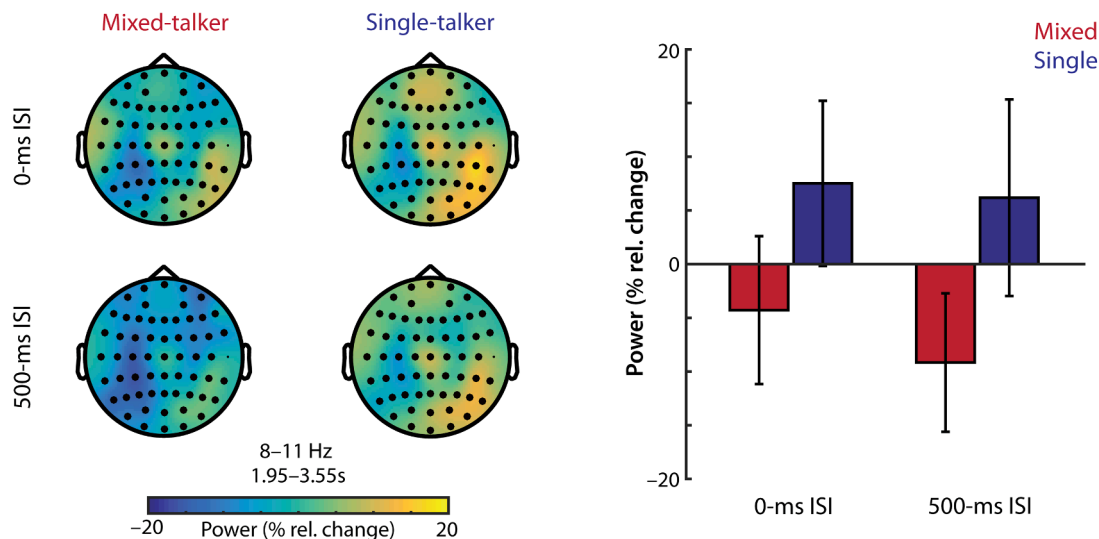 Mixed-talker
Single-talker
0-ms ISI
500-ms ISI
8–11 Hz
1.95–3.55s
−20
Power (% rel. change)
20
Mixed
Single
Power (% rel. change)
20
0
−20
0-ms ISI
500-ms ISI